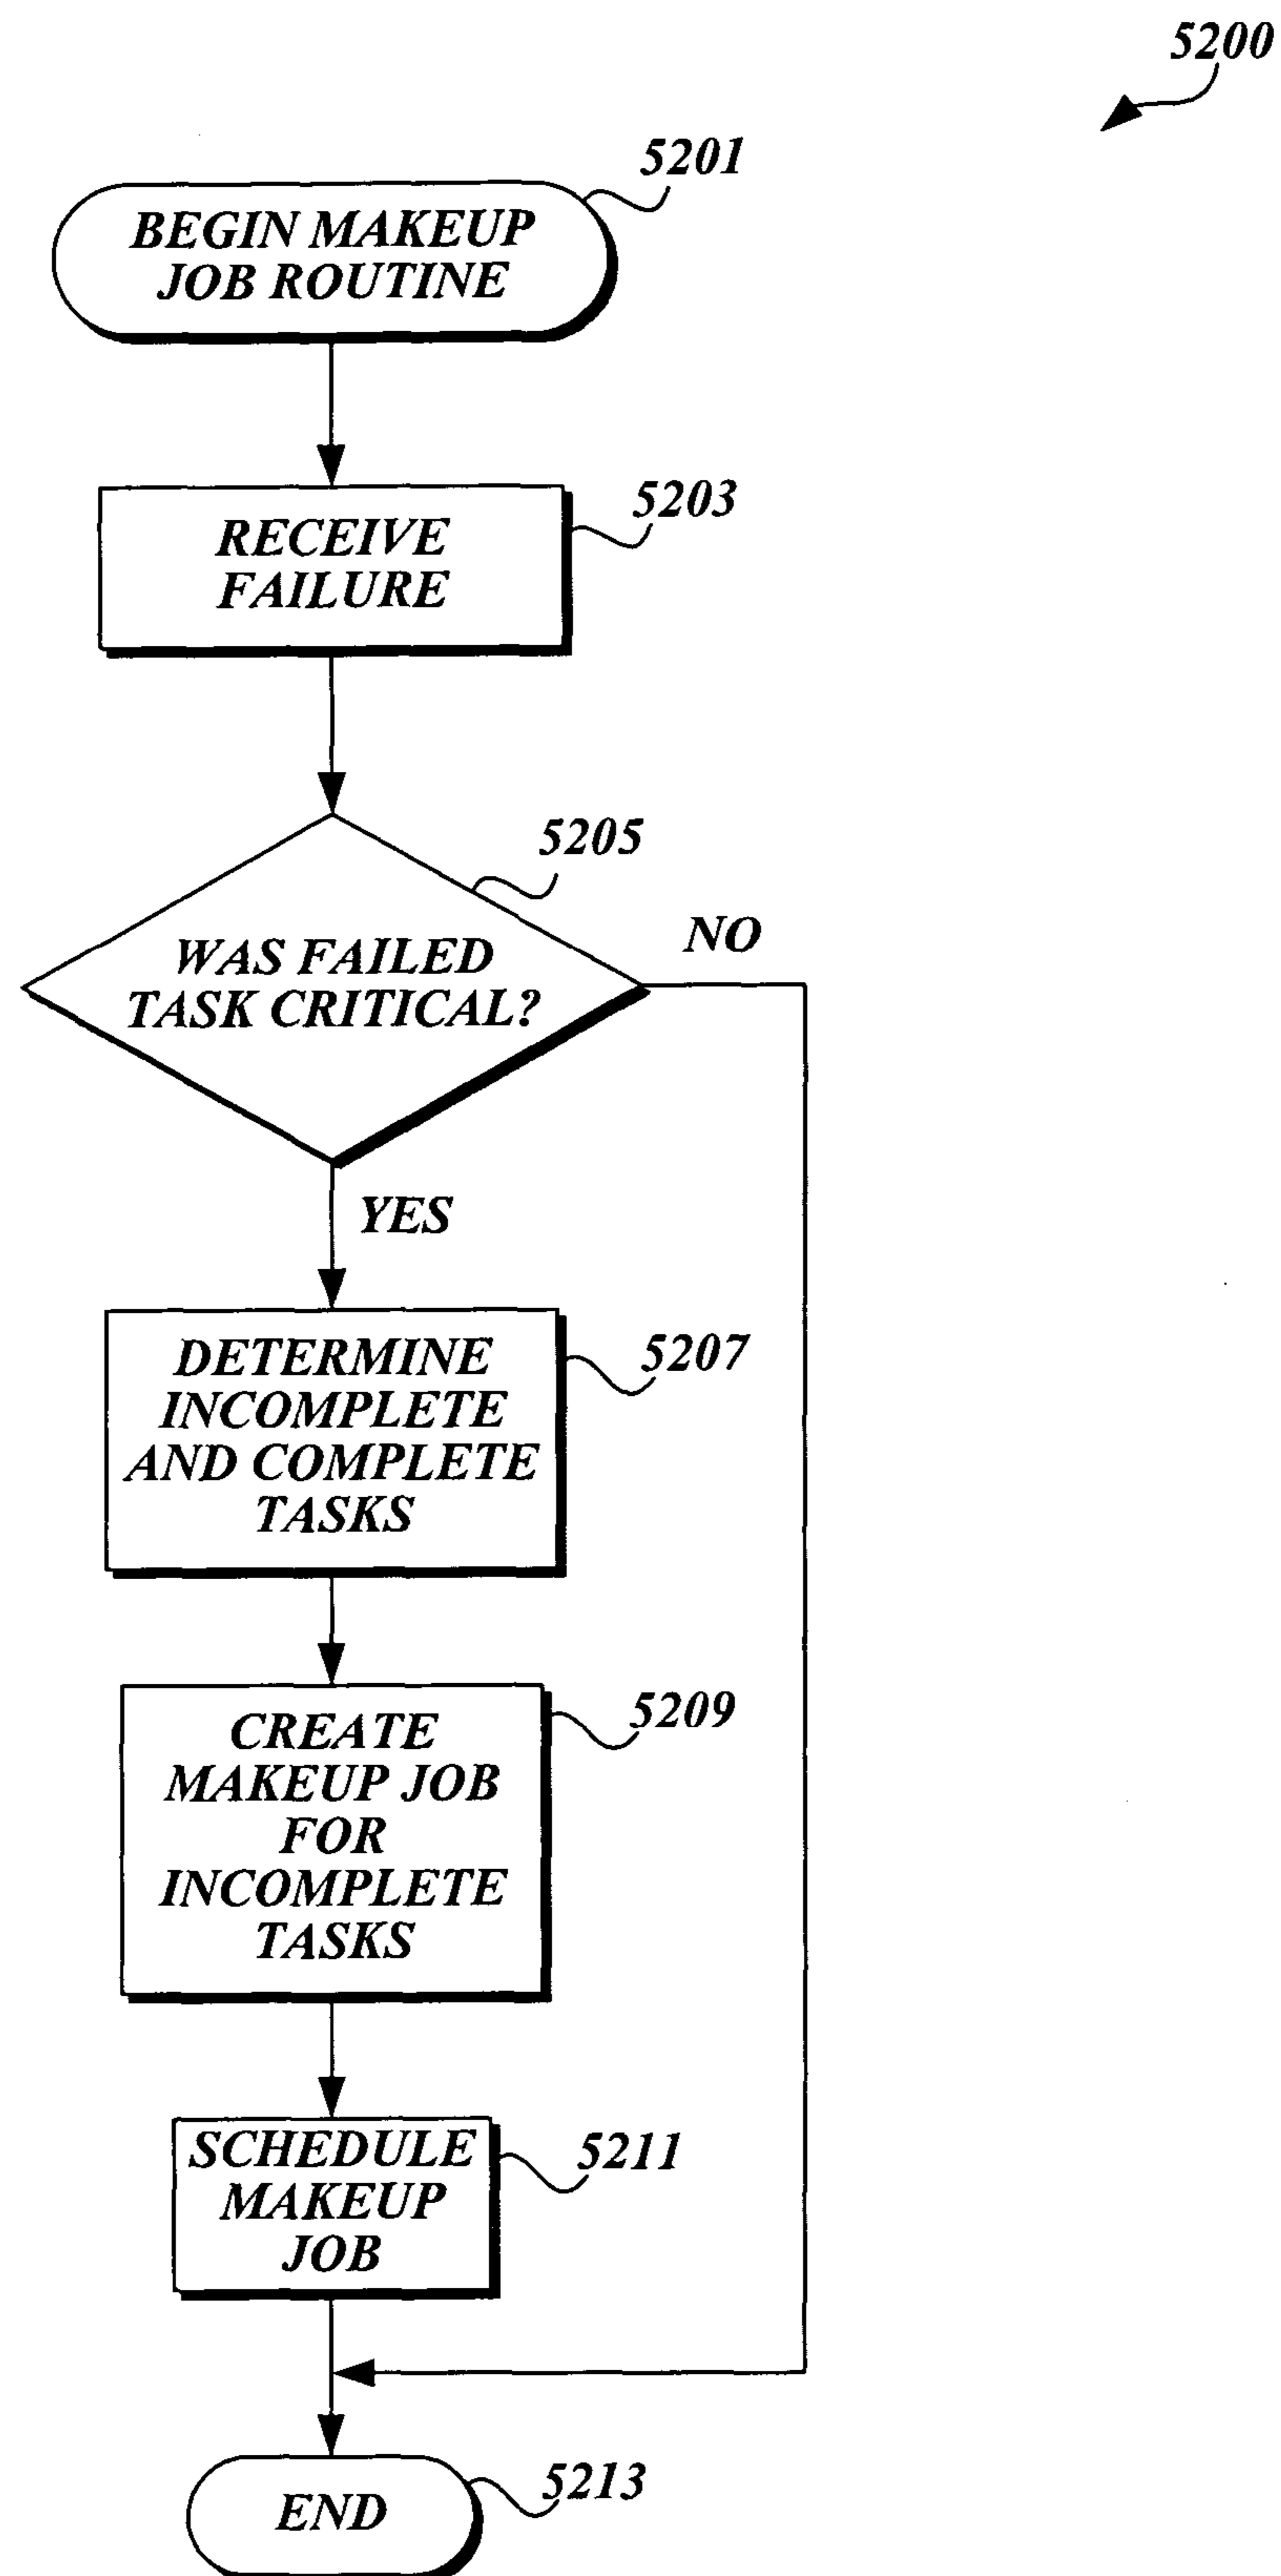 5200
5201
BEGIN MAKEUP
JOB ROUTINE
5203
RECEIVE
FAILURE
5205
NO
WAS FAILED
TASK CRITICAL?
YES
5207
DETERMINE
INCOMPLETE
AND COMPLETE
TASKS
5209
CREATE
MAKEUP JOB
FOR
INCOMPLETE
TASKS
5211
SCHEDULE
MAKEUP
JOB
5213
END